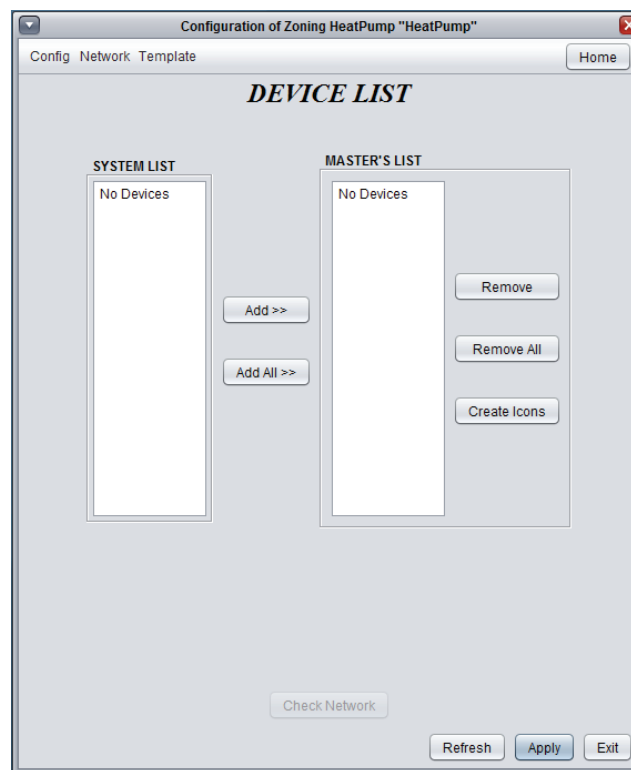 Configuration of Zoning HeatPump "HeatPump"
Config Network Template
Home
DEVICE LIST
SYSTEM LIST
No Devices
Add >>
Add All >>
MASTER'S LIST
No Devices
Remove
Remove All
Create Icons
Check Network
Refresh Apply Exit